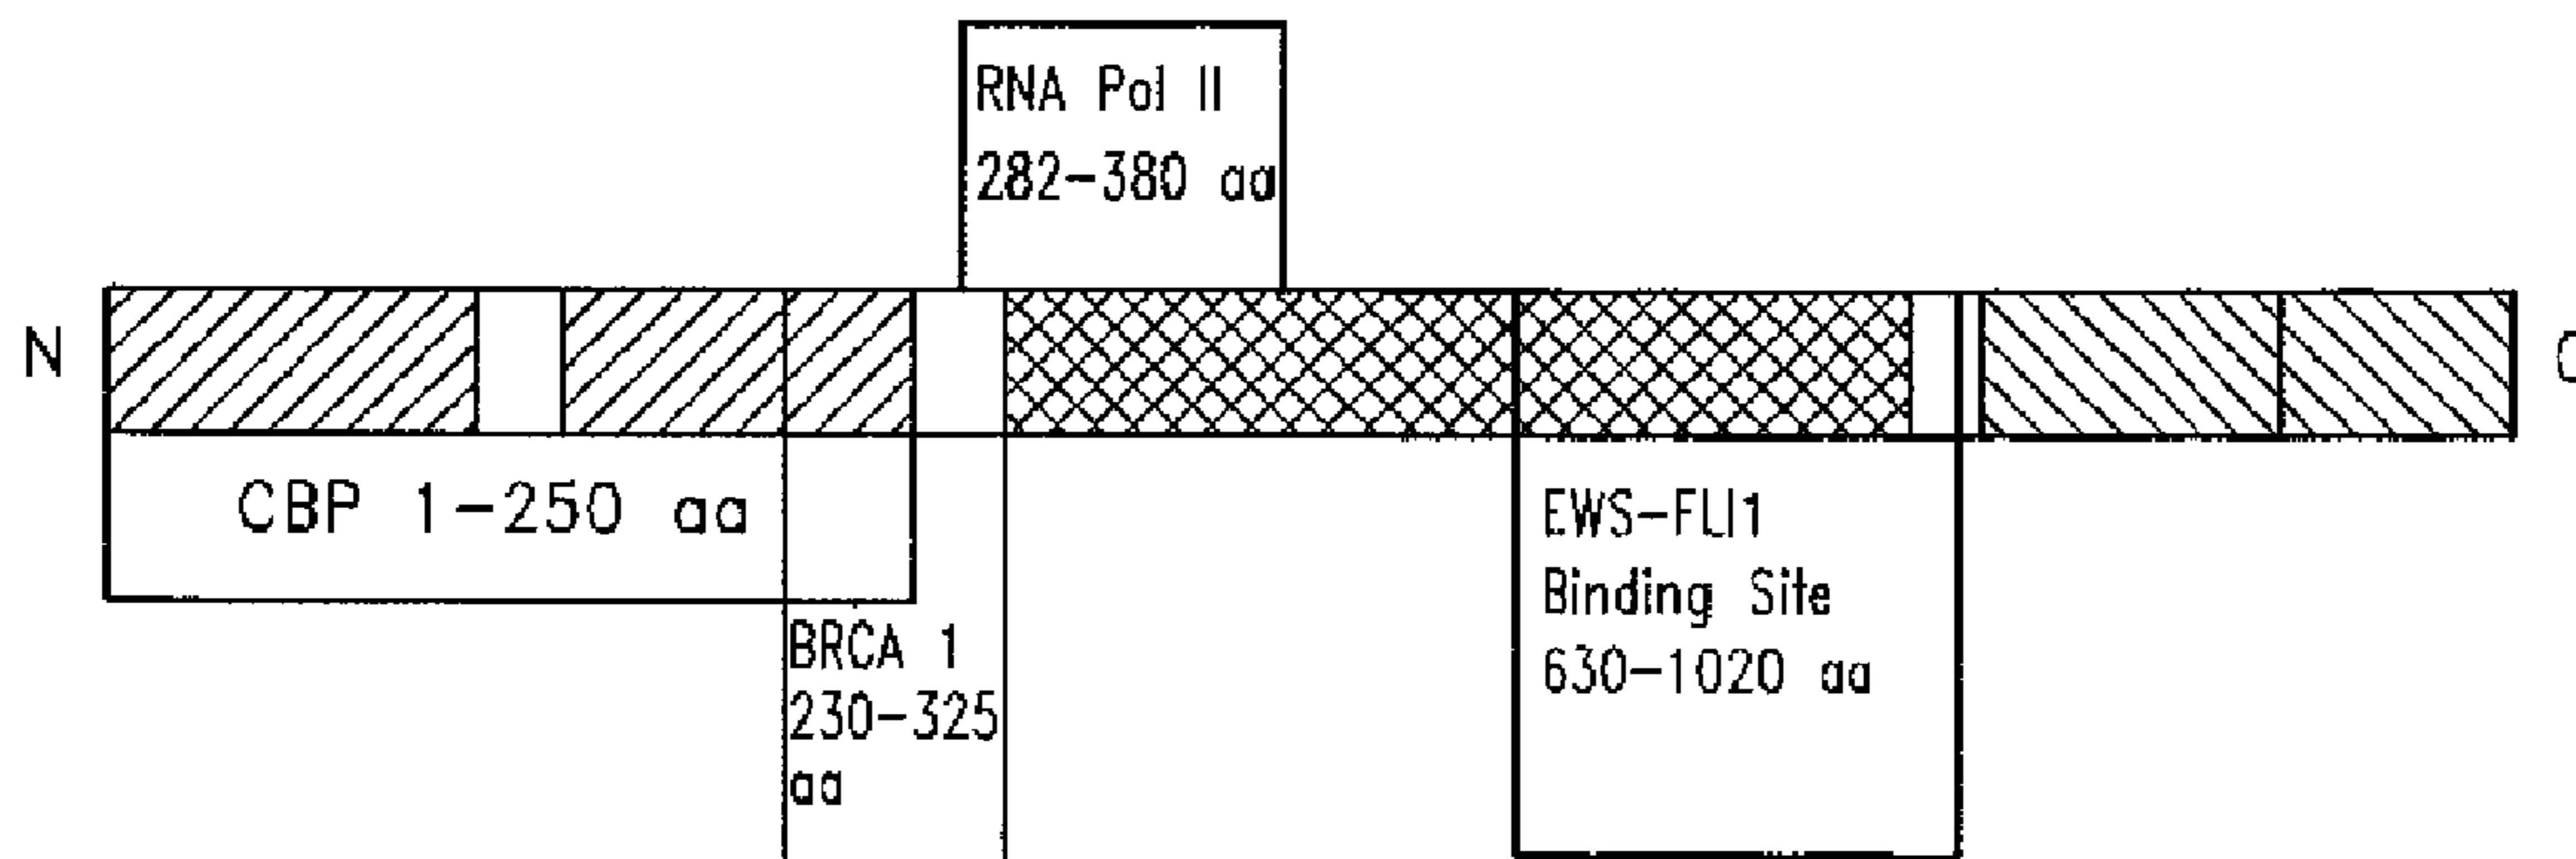 RNA Pol II
282-380 aa
N
CBP 1-250 aa
BRCA 1
230-325
aa
EWS-FLI1
Binding Site
630-1020 aa